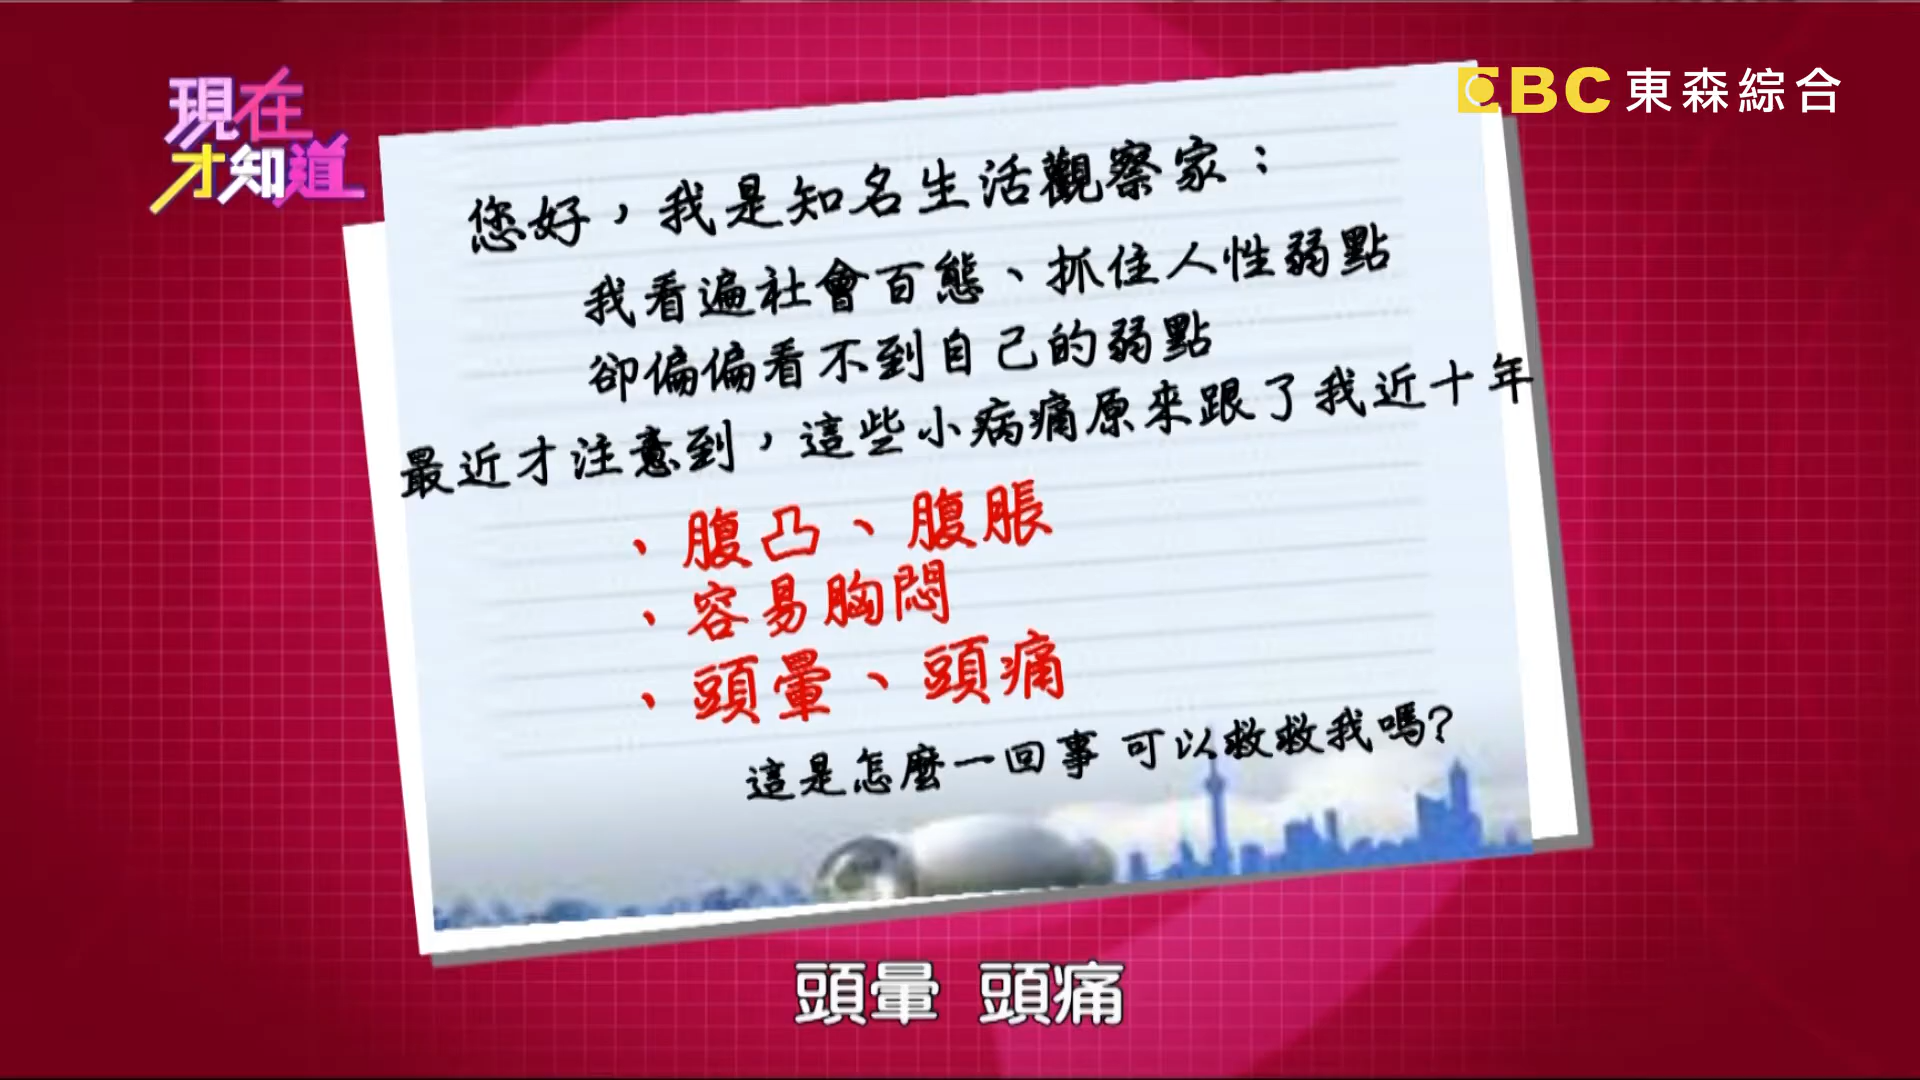 現在
才知道
EBC 東森綜合
您好，我是知名生活觀察家：
我看遍社會百態、抓住人性弱點
卻偏偏看不到自己的弱點
最近才注意到，這些小病痛原來跟了我近十年
、腹凸、腹脹
、容易胸悶
、頭暈、頭痛
這是怎麼一回事 可以救救我嗎?
頭暈 頭痛